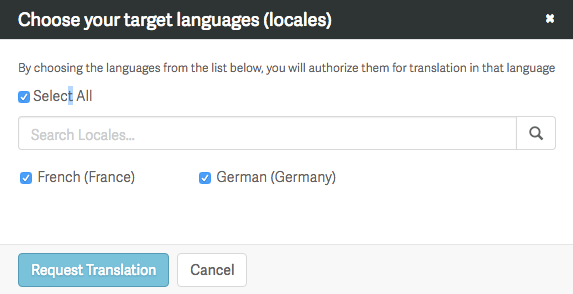 Choose your target languages (locales)
By choosing the languages from the list below, you will authorize them for translation in that language
Select All
Search Locales...
French (France) German (Germany)
Request Translation Cancel